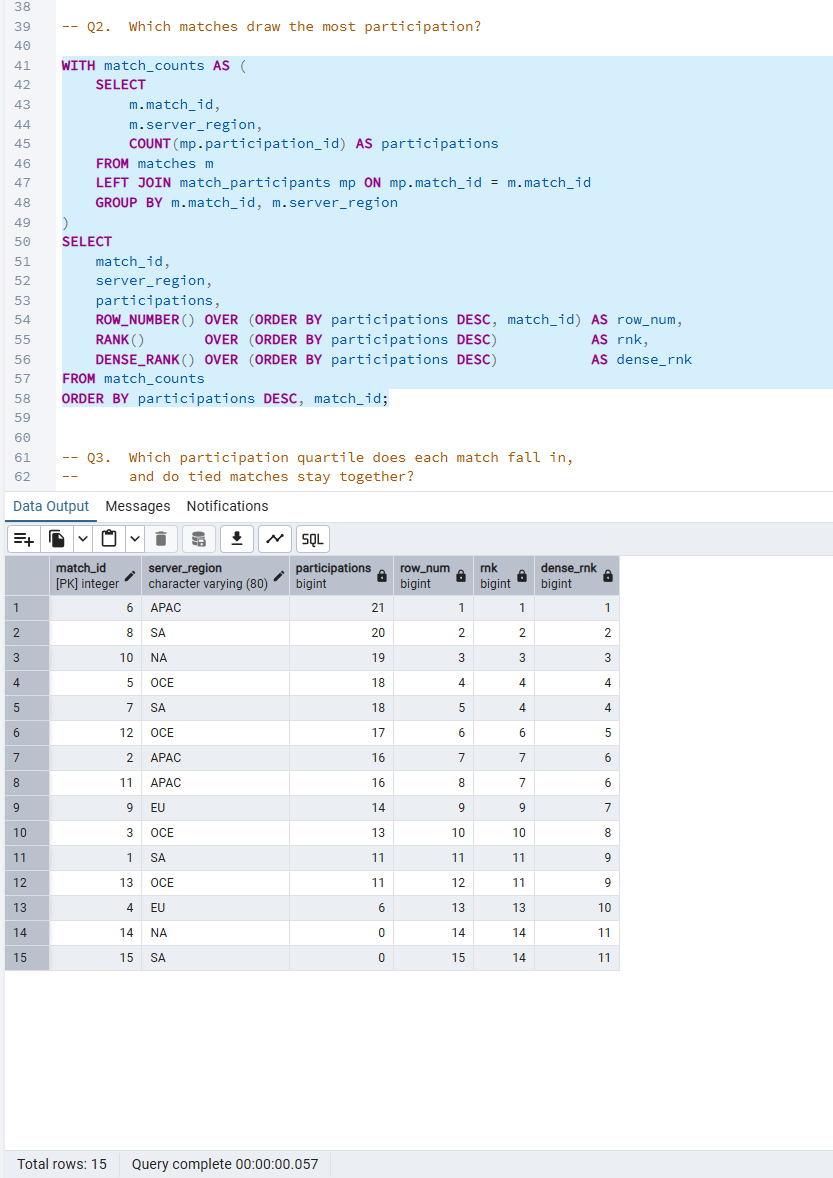 38
39 -- Q2.  Which matches draw the most participation?
40
41 WITH match_counts AS (
42     SELECT
43         m.match_id,
44         m.server_region,
45         COUNT(mp.participation_id) AS participations
46     FROM matches m
47     LEFT JOIN match_participants mp ON mp.match_id = m.match_id
48     GROUP BY m.match_id, m.server_region
49 )
50 SELECT
51     match_id,
52     server_region,
53     participations,
54     ROW_NUMBER() OVER (ORDER BY participations DESC, match_id) AS row_num,
55     RANK()       OVER (ORDER BY participations DESC)           AS rnk,
56     DENSE_RANK() OVER (ORDER BY participations DESC)           AS dense_rnk
57 FROM match_counts
58 ORDER BY participations DESC, match_id;
59
60
61 -- Q3.  Which participation quartile does each match fall in,
62 --      and do tied matches stay together?
Data Output Messages Notifications
SQL
match_id server_region participations row_num rnk dense_rnk
[PK] integer character varying (80) bigint bigint bigint bigint
1 6 APAC 21 1 1 1
2 8 SA 20 2 2 2
3 10 NA 19 3 3 3
4 5 OCE 18 4 4 4
5 7 SA 18 5 4 4
6 12 OCE 17 6 6 5
7 2 APAC 16 7 7 6
8 11 APAC 16 8 7 6
9 9 EU 14 9 9 7
10 3 OCE 13 10 10 8
11 1 SA 11 11 11 9
12 13 OCE 11 12 11 9
13 4 EU 6 13 13 10
14 14 NA 0 14 14 11
15 15 SA 0 15 14 11
Total rows: 15 Query complete 00:00:00.057